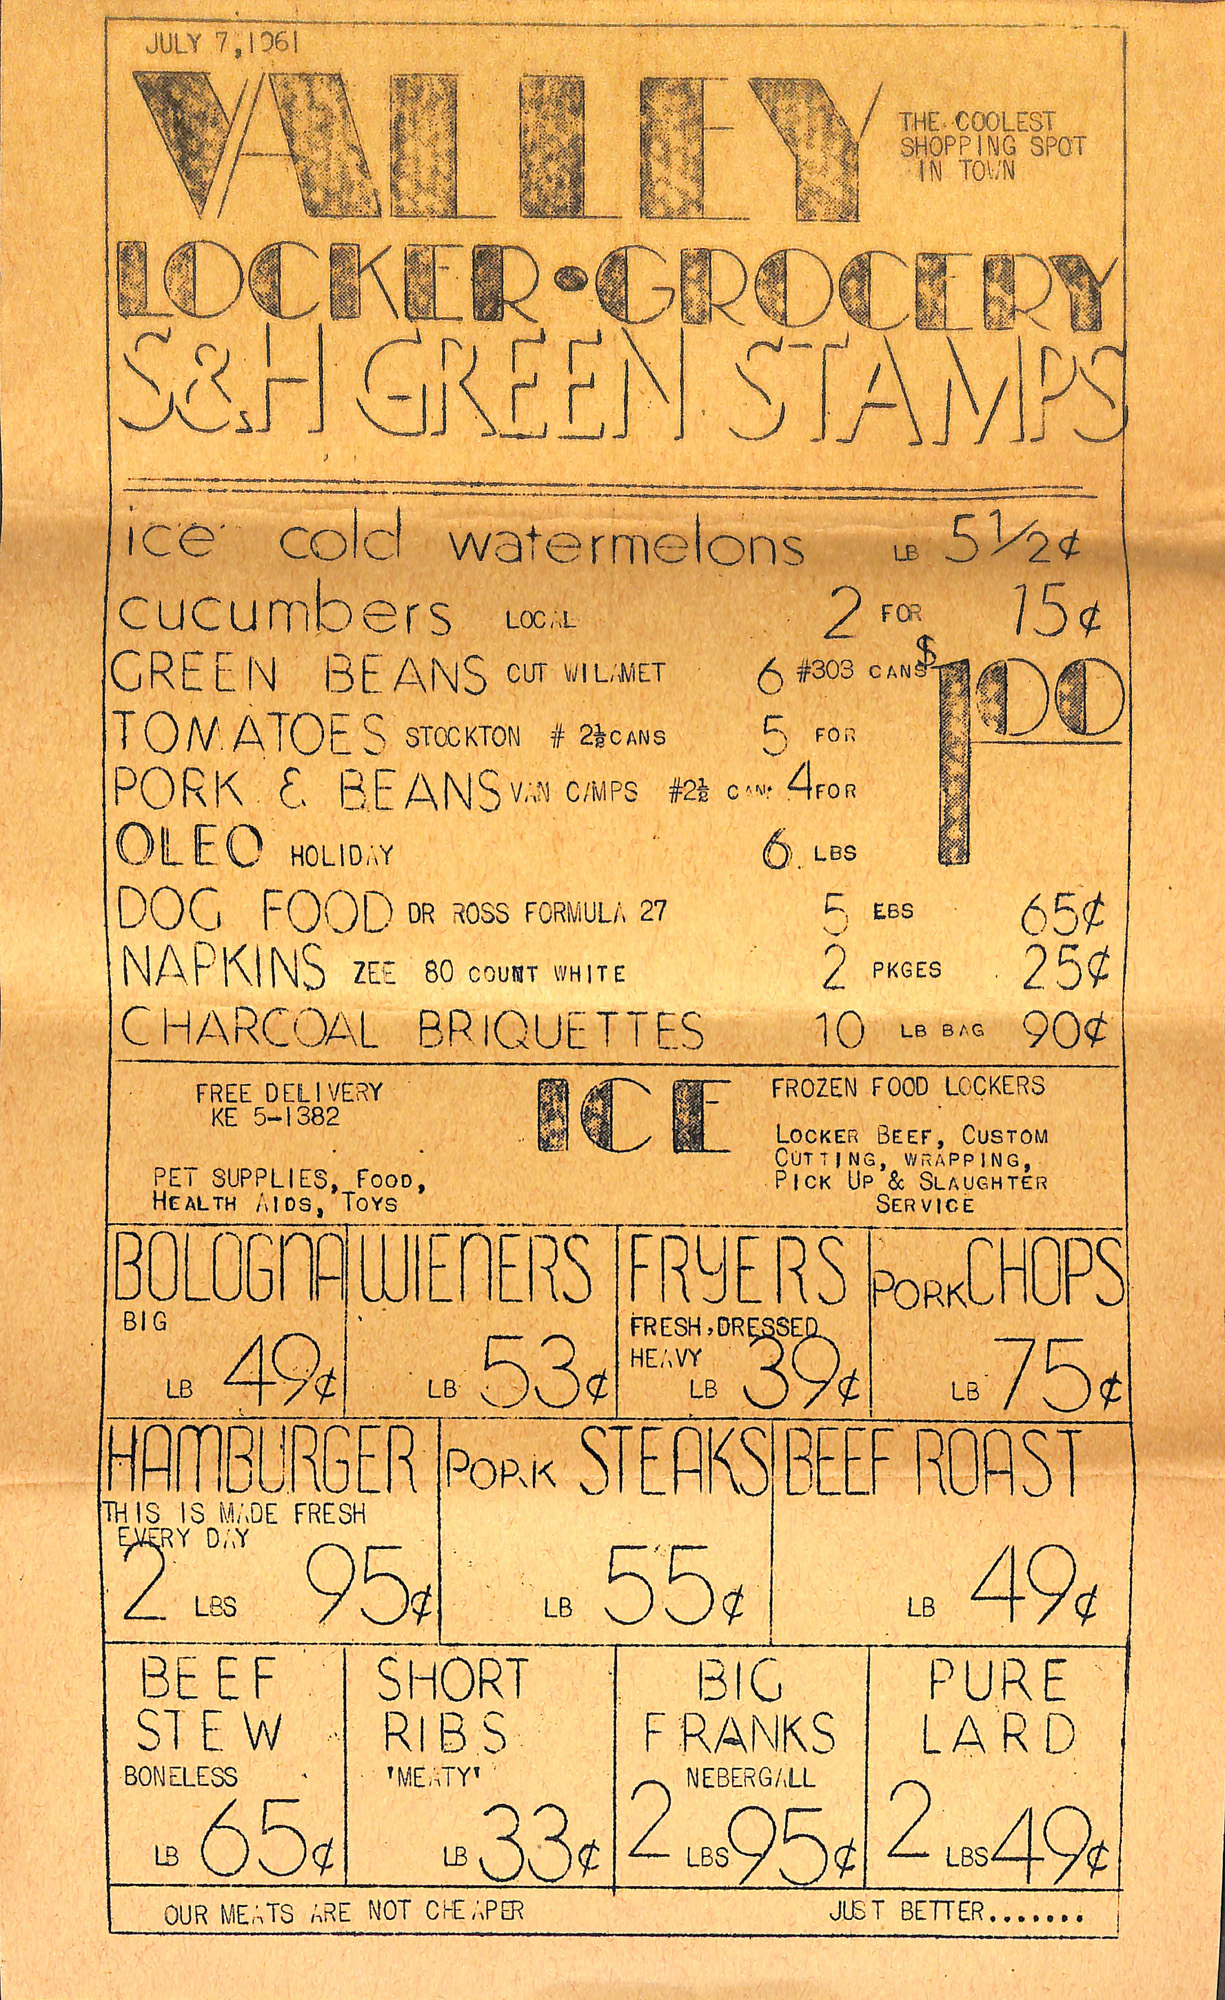 JULY 7, 1961
VALLEY
THE COOLEST
SHOPPING SPOT
IN TOWN
LOCKER • GROCERY
S&H GREEN STAMPS
ice cold watermelons LB 5 1/2¢
cucumbers LOCAL 2 FOR 15¢
GREEN BEANS CUT WILAMET 6 #303 CANS $1.00
TOMATOES STOCKTON # 2½ CANS 5 FOR
PORK & BEANS VAN CAMPS #2½ CANS 4 FOR
OLEO HOLIDAY 6 LBS
DOG FOOD DR ROSS FORMULA 27 5 EBS 65¢
NAPKINS ZEE 80 COUNT WHITE 2 PKGES 25¢
CHARCOAL BRIQUETTES 10 LB BAG 90¢
FREE DELIVERY
KE 5-1382
PET SUPPLIES, FOOD,
HEALTH AIDS, TOYS
ICE
FROZEN FOOD LOCKERS
LOCKER BEEF, CUSTOM
CUTTING, WRAPPING,
PICK UP & SLAUGHTER
SERVICE
BOLOGNA
BIG
LB 49¢
WIENERS
LB 53¢
FRYERS
FRESH, DRESSED
HEAVY
LB 39¢
PORK CHOPS
LB 75¢
HAMBURGER
THIS IS MADE FRESH
EVERY DAY
2 LBS 95¢
PORK STEAKS
LB 55¢
BEEF ROAST
LB 49¢
BEEF
STEW
BONELESS
LB 65¢
SHORT
RIBS
'MEATY'
LB 33¢
BIG
FRANKS
NEBERGALL
2 LBS 95¢
PURE
LARD
2 LBS 49¢
OUR MEATS ARE NOT CHEAPER JUST BETTER.......